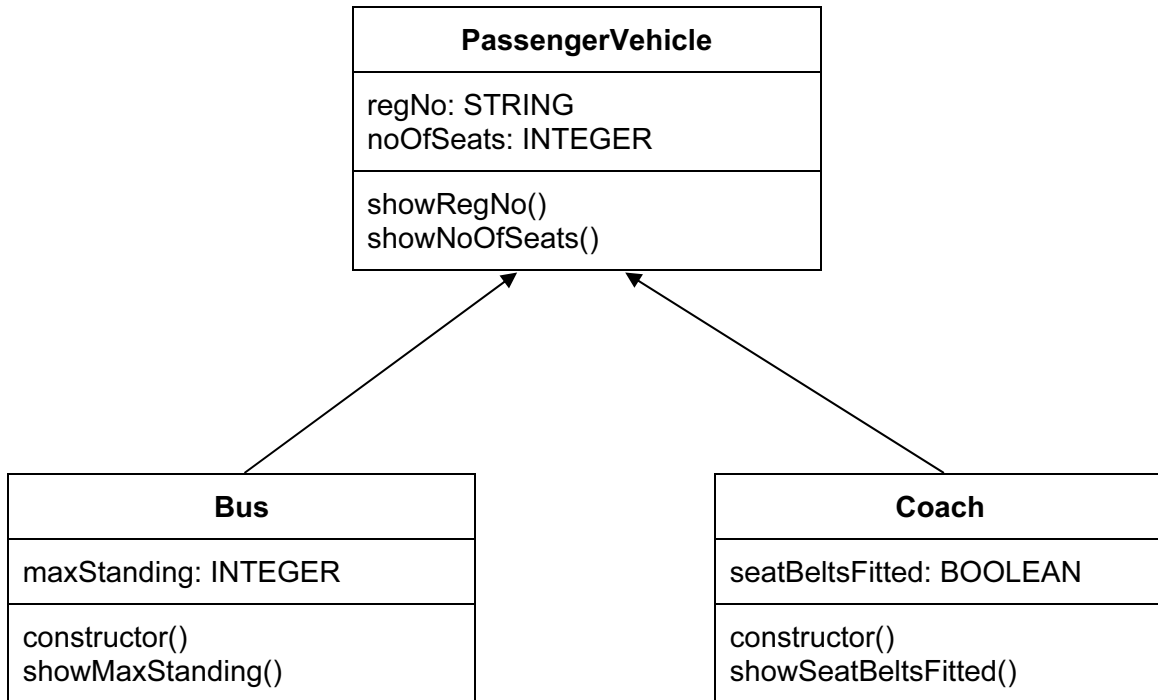 PassengerVehicle
regNo: STRING
noOfSeats: INTEGER
showRegNo()
showNoOfSeats()
Bus
maxStanding: INTEGER
constructor()
showMaxStanding()
Coach
seatBeltsFitted: BOOLEAN
constructor()
showSeatBeltsFitted()